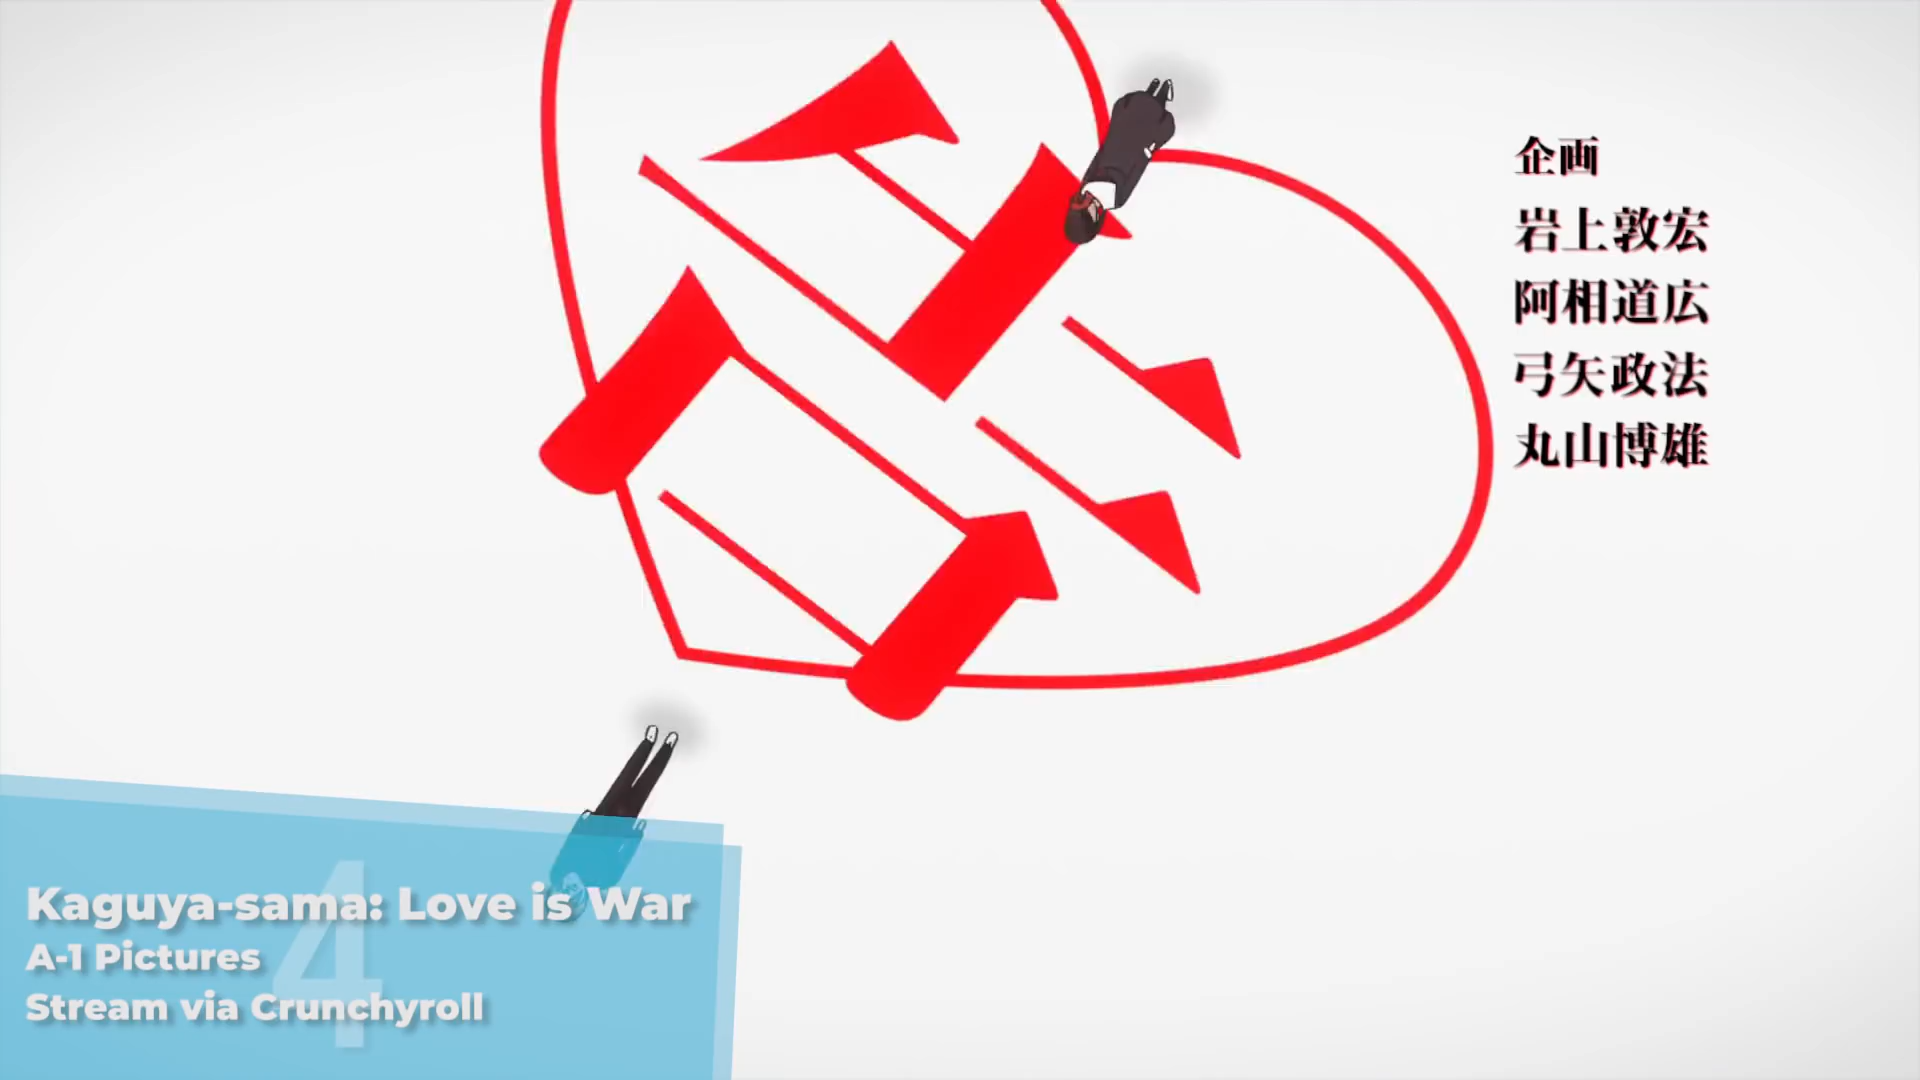 告
企画
岩上敦宏
阿相道広
弓矢政法
丸山博雄
4
Kaguya-sama: Love is War
A-1 Pictures
Stream via Crunchyroll